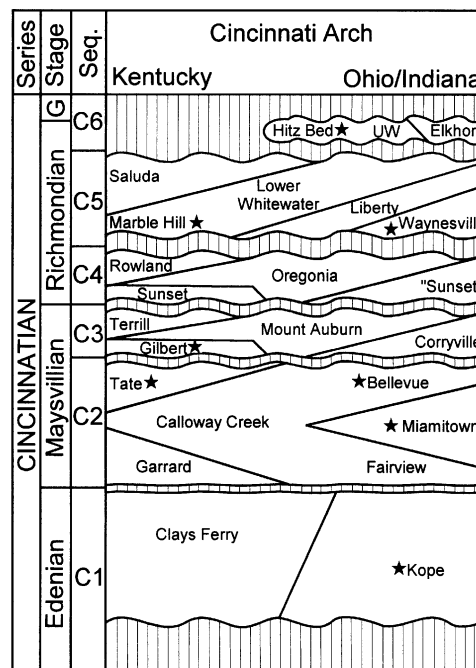 Series
Stage
Seq.
Cincinnati Arch
Kentucky
Ohio/Indiana
G
C6
Hitz Bed
UW
Elkhorn
CINCINNATIAN
Richmondian
C5
Saluda
Lower
Whitewater
Liberty
Marble Hill
Waynesvill
C4
Rowland
Oregonia
Sunset
"Sunset
Maysvillian
C3
Terrill
Mount Auburn
Gilbert
Corryville
C2
Tate
Bellevue
Calloway Creek
Miamitown
Garrard
Fairview
Edenian
C1
Clays Ferry
Kope